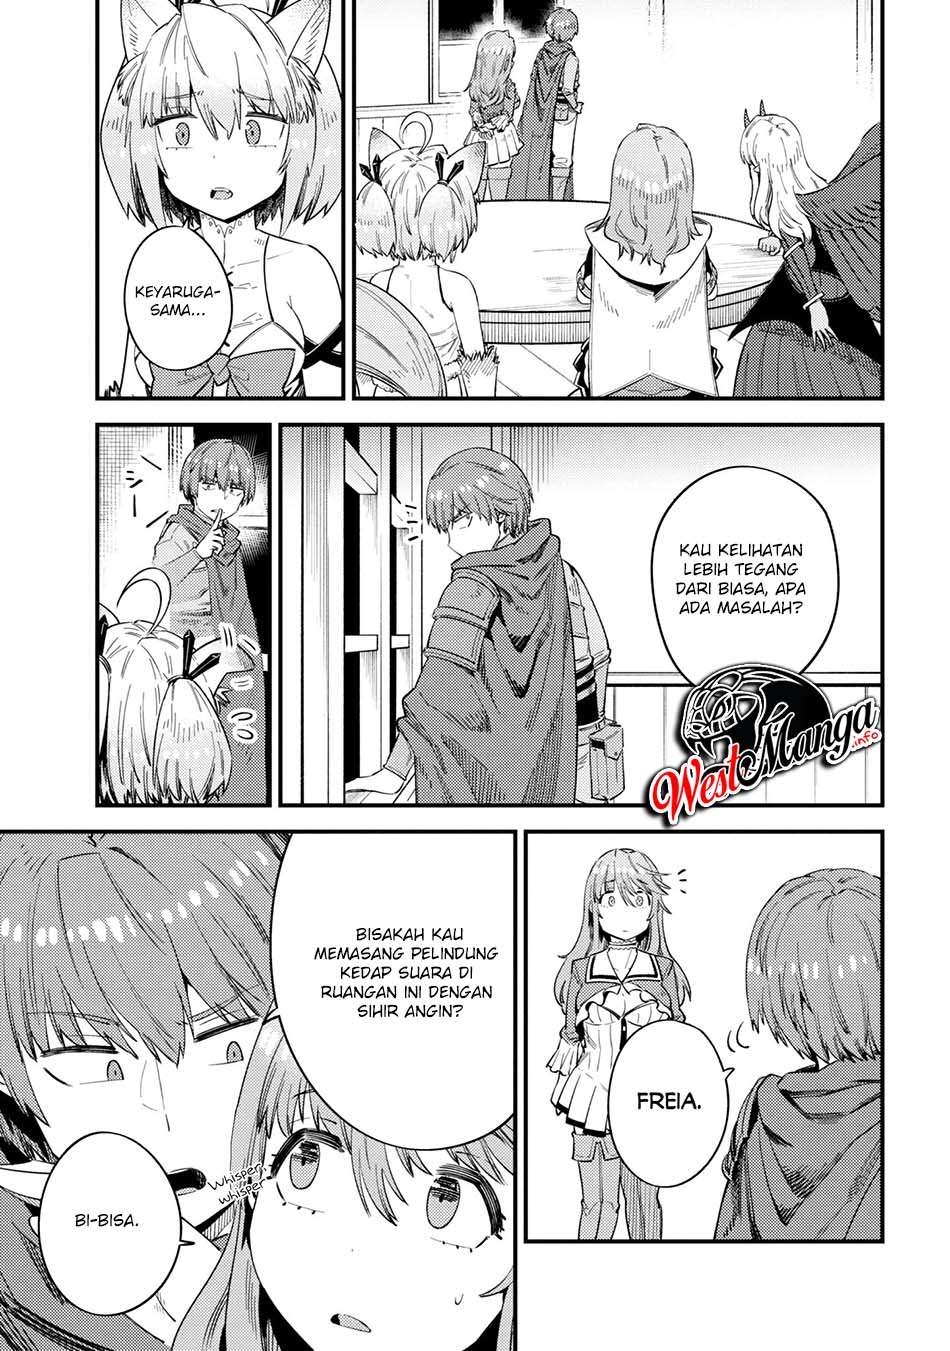 KEYARUGA-
SAMA...
KAU KELIHATAN
LEBIH TEGANG
DARI BIASA, APA
ADA MASALAH?
WestManga
.info
FREIA.
BISAKAH KAU
MEMASANG PELINDUNG
KEDAP SUARA DI
RUANGAN INI DENGAN
SIHIR ANGIN?
Whisper,
whisper
BI-BISA.